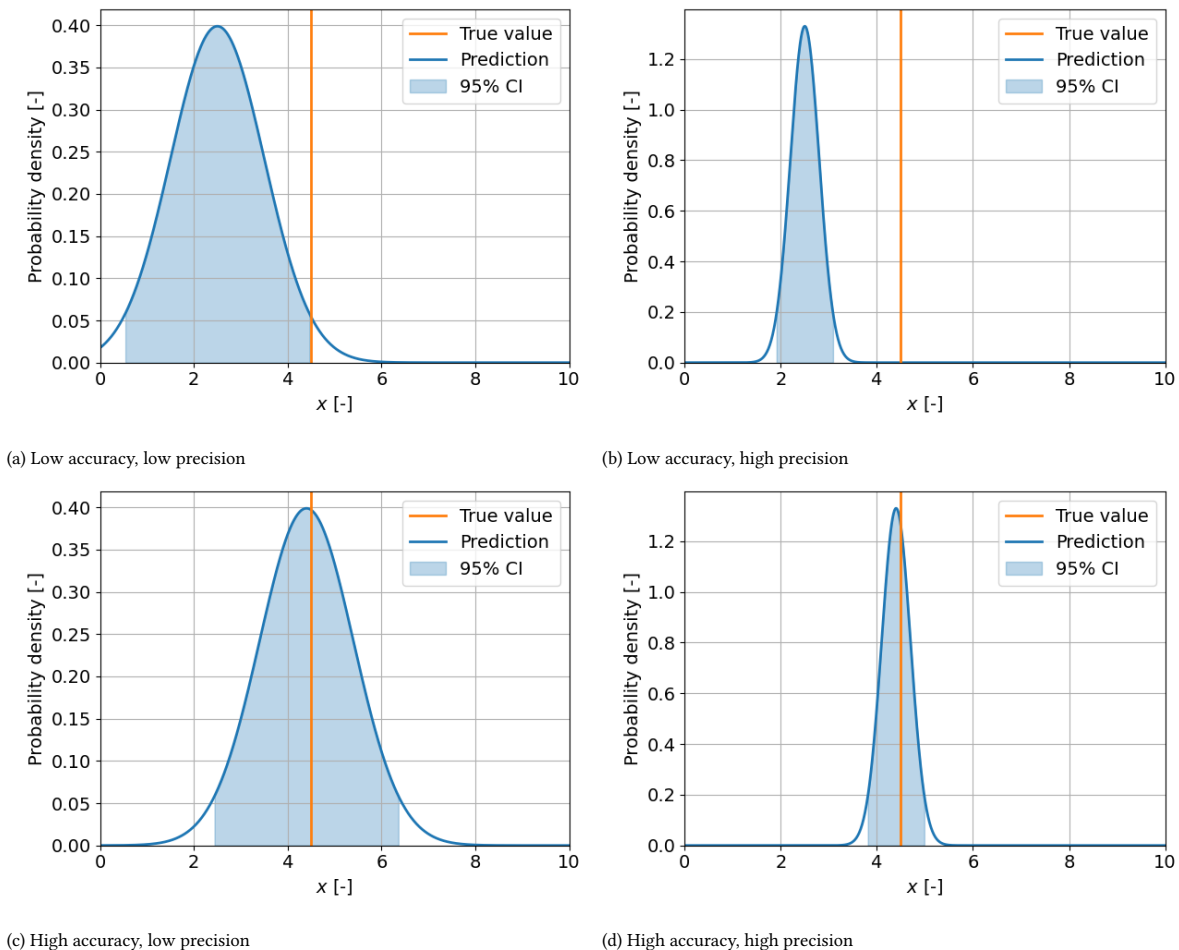 0.40
0.35
0.30
0.25
0.20
0.15
0.10
0.05
0.00
Probability density [-]
True value
Prediction
95% CI
0 2 4 6 8 10
x [-]
(a) Low accuracy, low precision
1.2
1.0
0.8
0.6
0.4
0.2
0.0
Probability density [-]
True value
Prediction
95% CI
0 2 4 6 8 10
x [-]
(b) Low accuracy, high precision
0.40
0.35
0.30
0.25
0.20
0.15
0.10
0.05
0.00
Probability density [-]
True value
Prediction
95% CI
0 2 4 6 8 10
x [-]
(c) High accuracy, low precision
1.2
1.0
0.8
0.6
0.4
0.2
0.0
Probability density [-]
True value
Prediction
95% CI
0 2 4 6 8 10
x [-]
(d) High accuracy, high precision